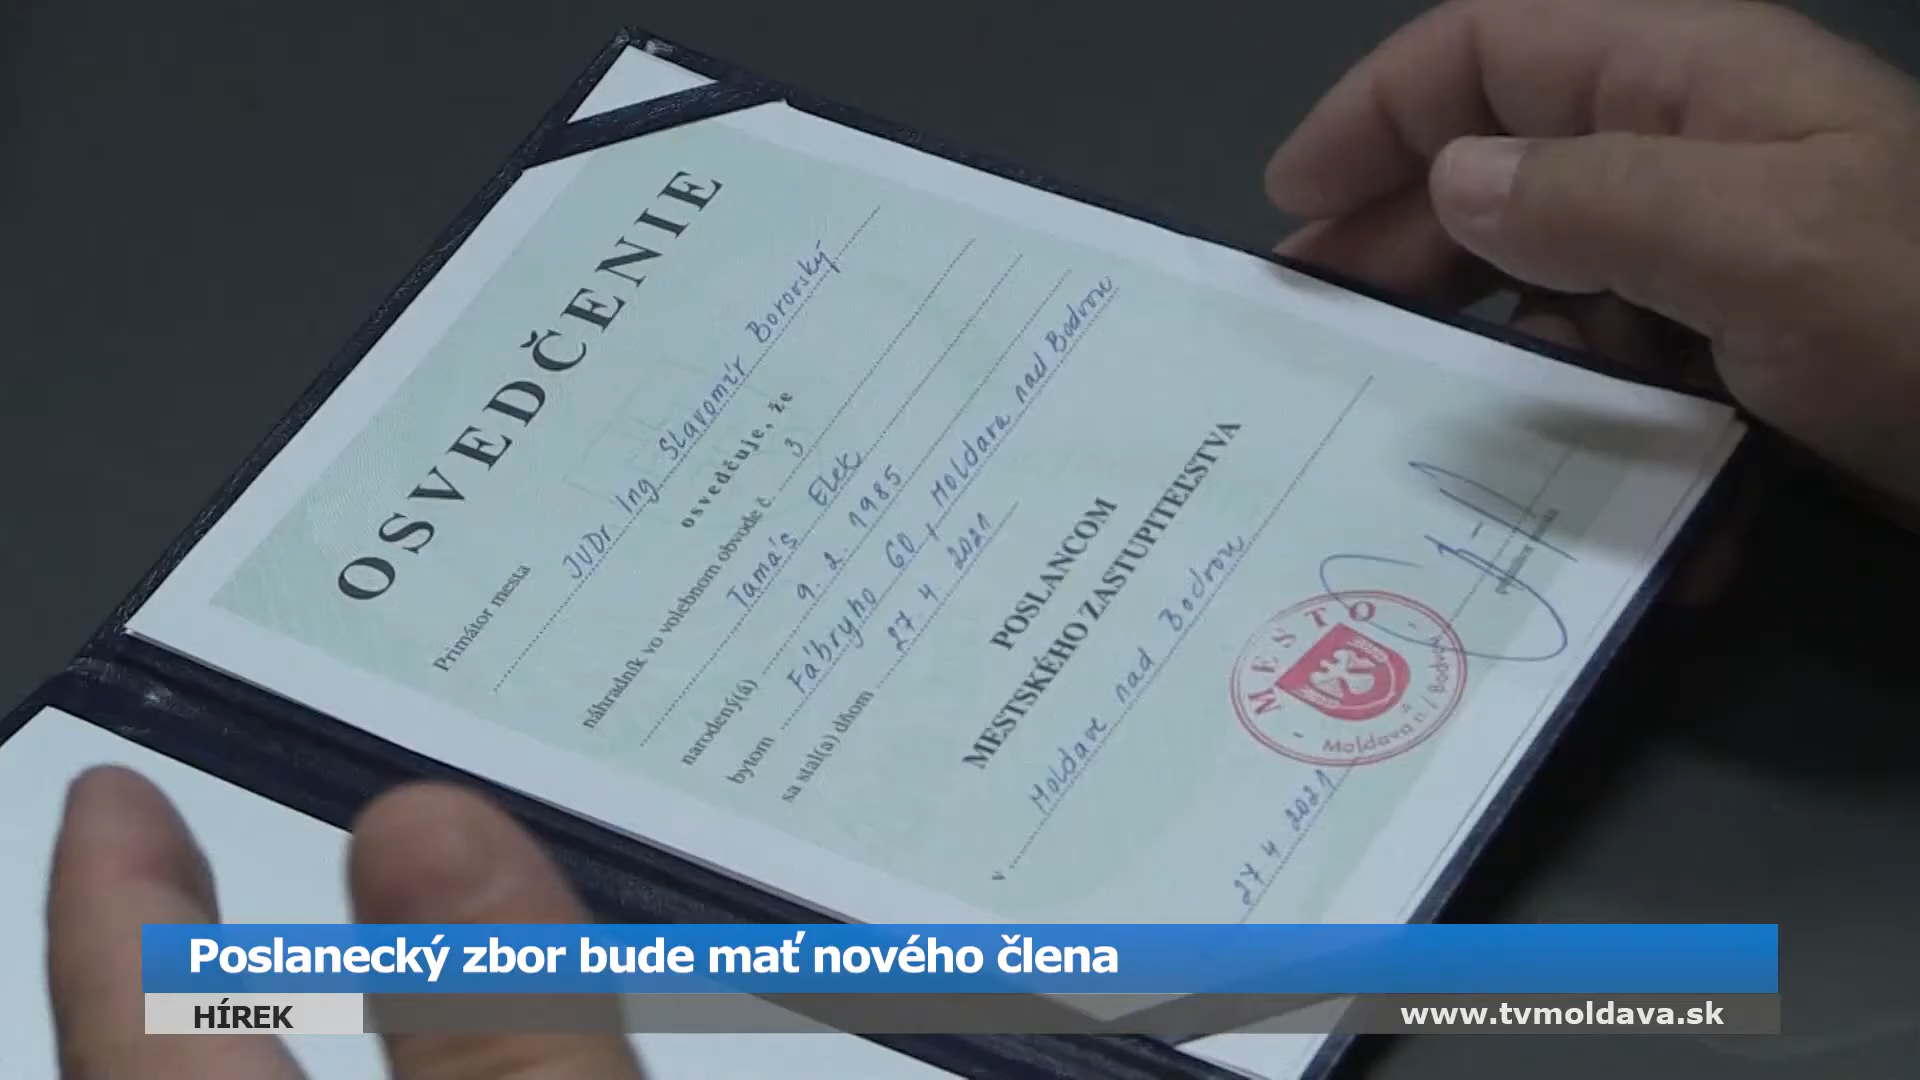 OSVEDČENIE
Primátor mesta
JUDr Ing Slavomír Borovský
osvedčuje, že
náhradník vo volebnom obvode č. 3
Tamás Elek
narodený(á) 9. 2. 1985
bytom Fábryho 60, Moldava nad Bodvou
sa stal(a) dňom 27. 4 2021
POSLANCOM
MESTSKÉHO ZASTUPITEĽSTVA
v Moldave nad Bodvou
27 4 2021
MESTO
Moldava n./Bodvou
Poslanecký zbor bude mať nového člena
HÍREK
www.tvmoldava.sk